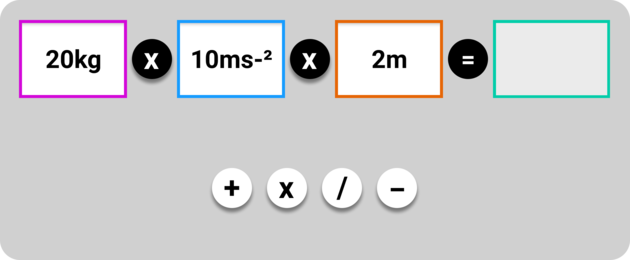 20kg x 10ms-² x 2m =
+ x / −